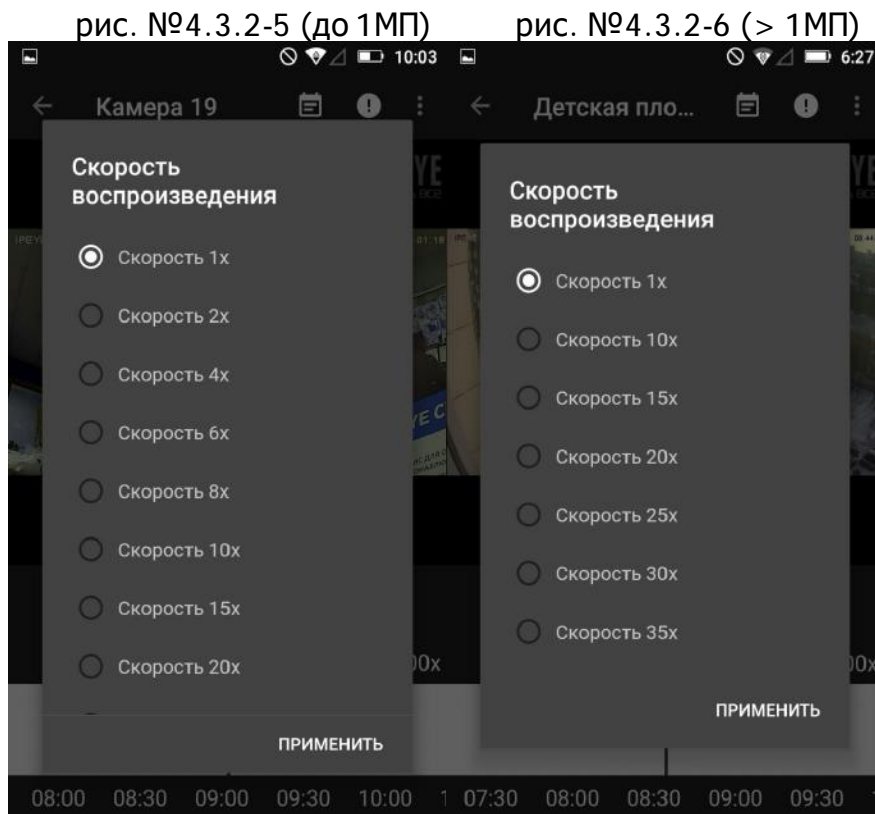 рис. №4.3.2-5 (до 1МП)
рис. №4.3.2-6 (> 1МП)
10:03
Камера 19
Скорость
воспроизведения
Скорость 1x
Скорость 2x
Скорость 4x
Скорость 6x
Скорость 8x
Скорость 10x
Скорость 15x
Скорость 20x
00x
ПРИМЕНИТЬ
08:00 08:30 09:00 09:30 10:00 1
6:27
Детская пло...
Скорость
воспроизведения
Скорость 1x
Скорость 10x
Скорость 15x
Скорость 20x
Скорость 25x
Скорость 30x
Скорость 35x
00x
ПРИМЕНИТЬ
07:30 08:00 08:30 09:00 09:30